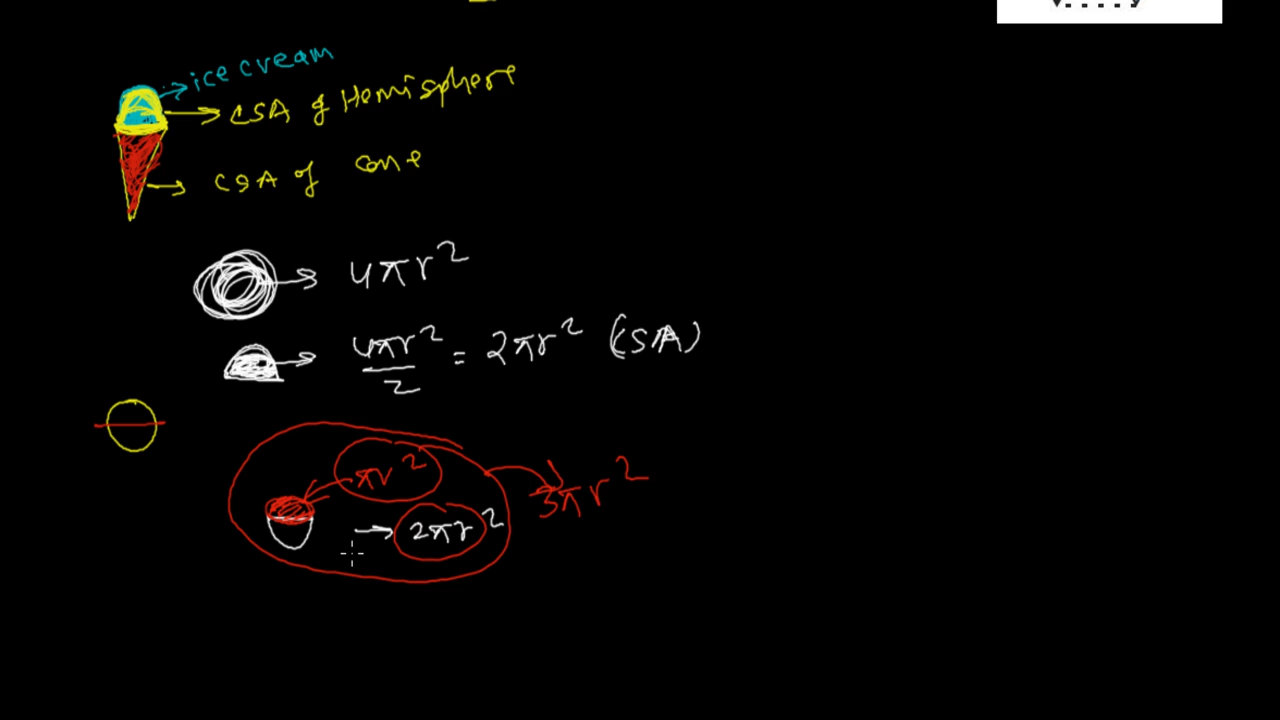 ice cream
CSA of Hemisphere
CSA of cone
4πr²
4πr²/2 = 2πr² (CSA)
πr²
3πr²
2πr²